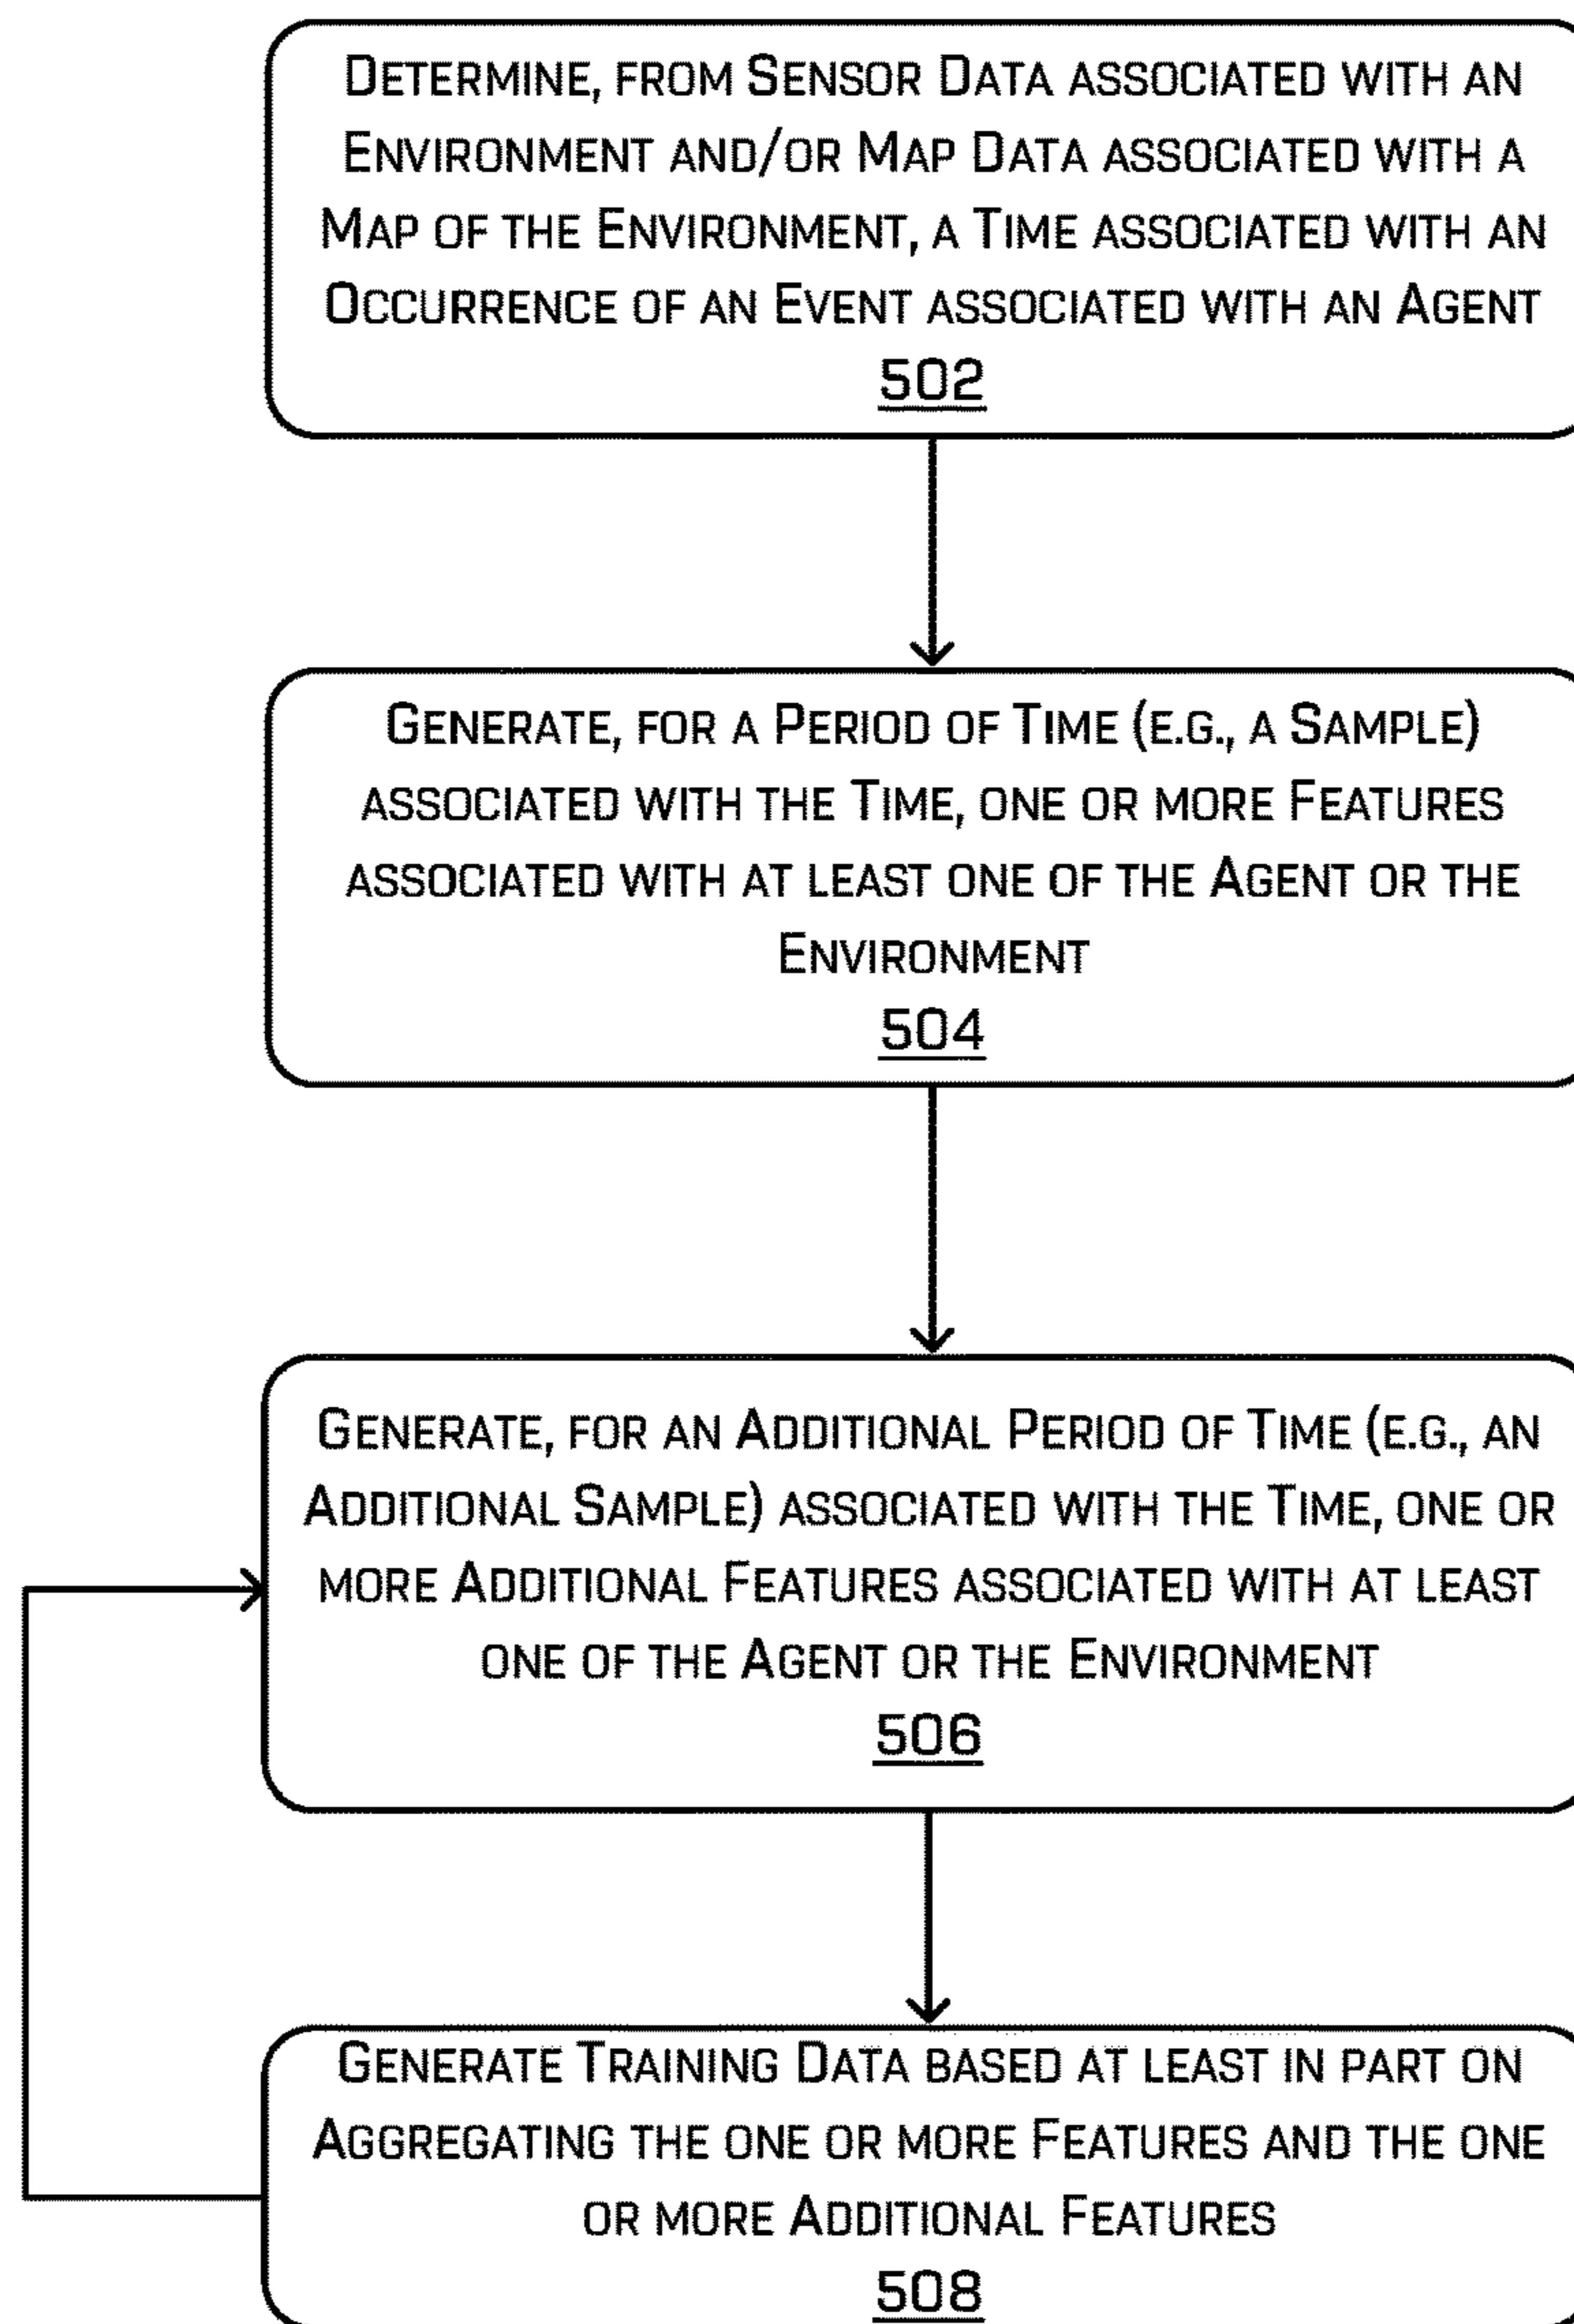 Determine, from Sensor Data associated with an
Environment and/or Map Data associated with a
Map of the Environment, a Time associated with an
Occurrence of an Event associated with an Agent
502
Generate, for a Period of Time (e.g., a Sample)
associated with the Time, one or more Features
associated with at least one of the Agent or the
Environment
504
Generate, for an Additional Period of Time (e.g., an
Additional Sample) associated with the Time, one or
more Additional Features associated with at least
one of the Agent or the Environment
506
Generate Training Data based at least in part on
Aggregating the one or more Features and the one
or more Additional Features
508